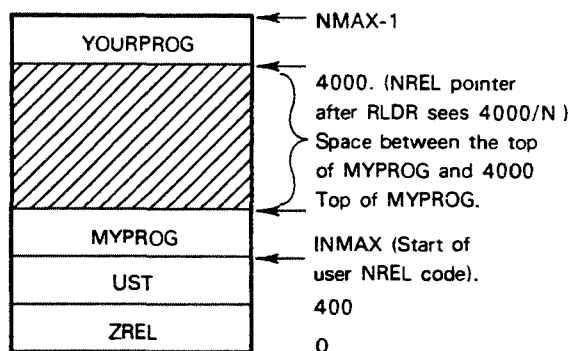 NMAX-1
YOURPROG
4000. (NREL pointer
after RLDR sees 4000/N )
Space between the top
of MYPROG and 4000
Top of MYPROG.
MYPROG
INMAX (Start of
user NREL code).
UST
400
ZREL
0